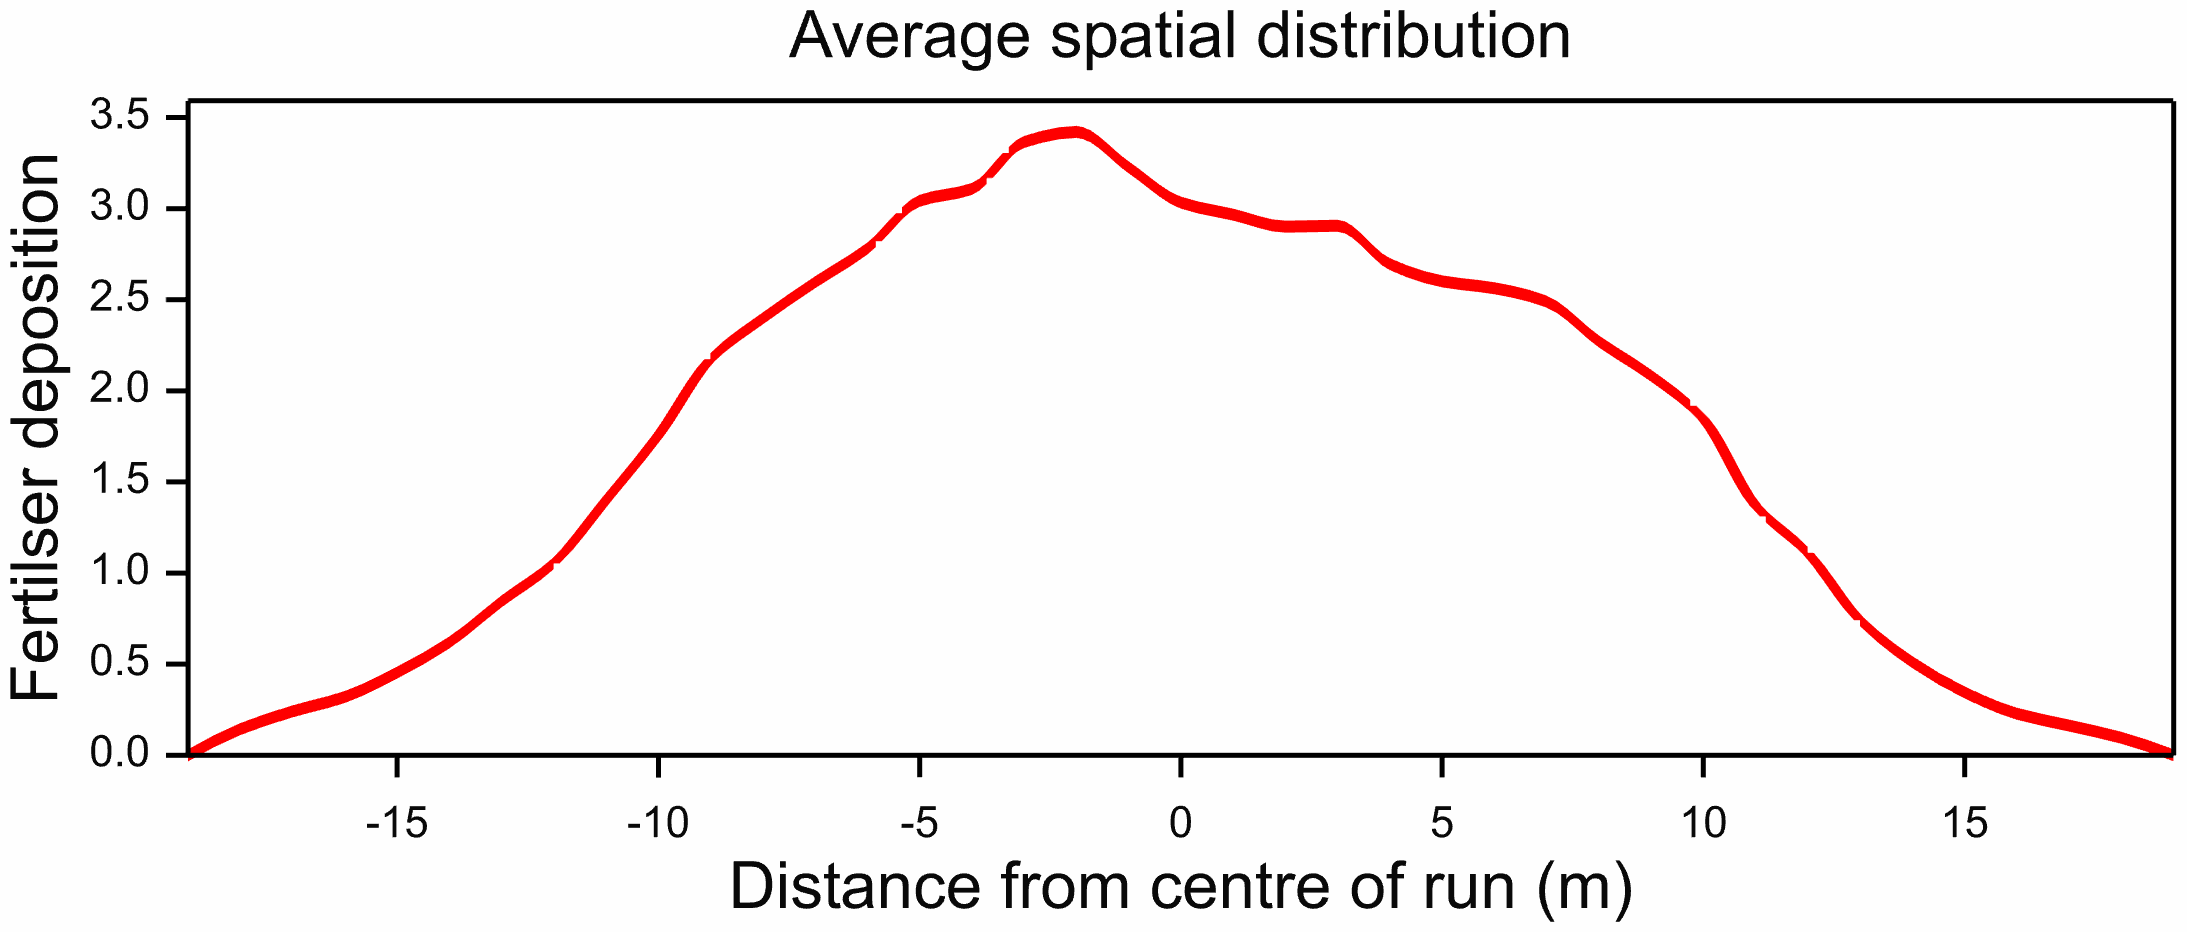 Average spatial distribution
Fertilser deposition
3.5
3.0
2.5
2.0
1.5
1.0
0.5
0.0
-15 -10 -5 0 5 10 15
Distance from centre of run (m)